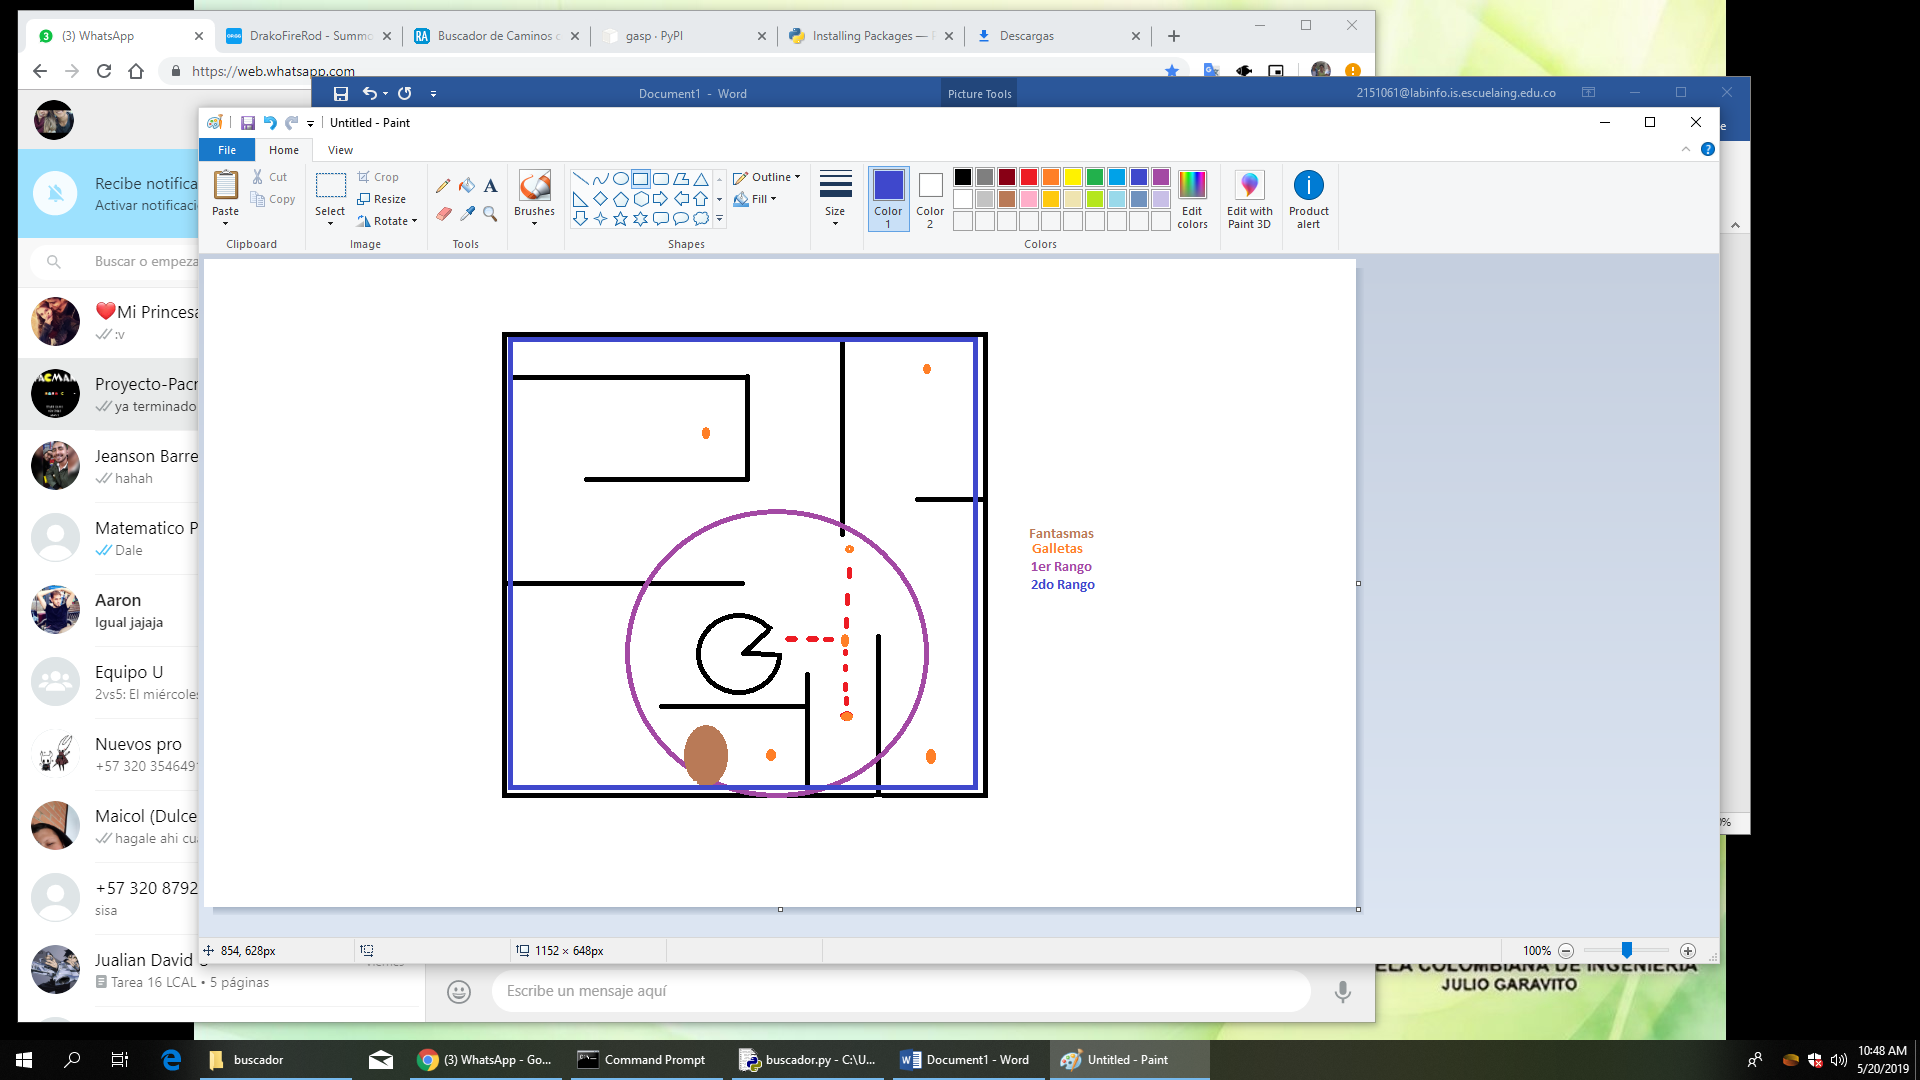 (3) WhatsApp
DrakoFireRod - Summo
Buscador de Caminos c
gasp · PyPI
Installing Packages —
Descargas
https://web.whatsapp.com
Document1 - Word
Picture Tools
2151061@labinfo.is.escuelaing.edu.co
Untitled - Paint
File
Home
View
Paste
Cut
Copy
Clipboard
Select
Crop
Resize
Rotate
Image
Tools
Brushes
Shapes
Outline
Fill
Size
Color 1
Color 2
Edit colors
Colors
Edit with Paint 3D
Product alert
Recibe notifica
Activar notificaci
Buscar o empeza
Mi Princesa
:v
Proyecto-Pacr
ya terminado
Jeanson Barre
hahah
Matematico P
Dale
Aaron
Igual jajaja
Equipo U
2vs5: El miércoles
Nuevos pro
+57 320 354649
Maicol (Dulce
hagale ahi cu
+57 320 8792
sisa
Jualian David
Tarea 16 LCAL • 5 páginas
Fantasmas
Galletas
1er Rango
2do Rango
854, 628px
1152 × 648px
100%
Escribe un mensaje aquí
ELA COLOMBIANA DE INGENIERIA
JULIO GARAVITO
buscador
(3) WhatsApp - Go...
Command Prompt
buscador.py - C:\U...
Document1 - Word
Untitled - Paint
10:48 AM
5/20/2019